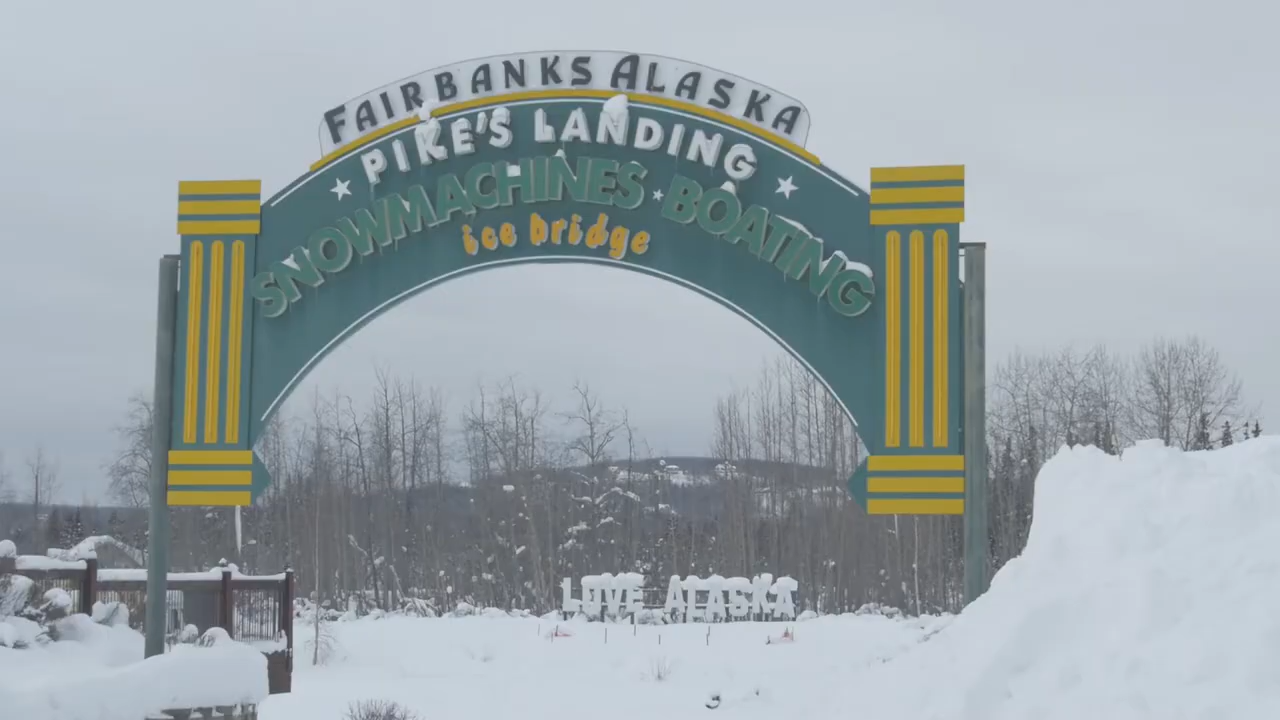 FAIRBANKS ALASKA
PIKE'S LANDING
SNOWMACHINES BOATING
ice bridge
LOVE ALASKA